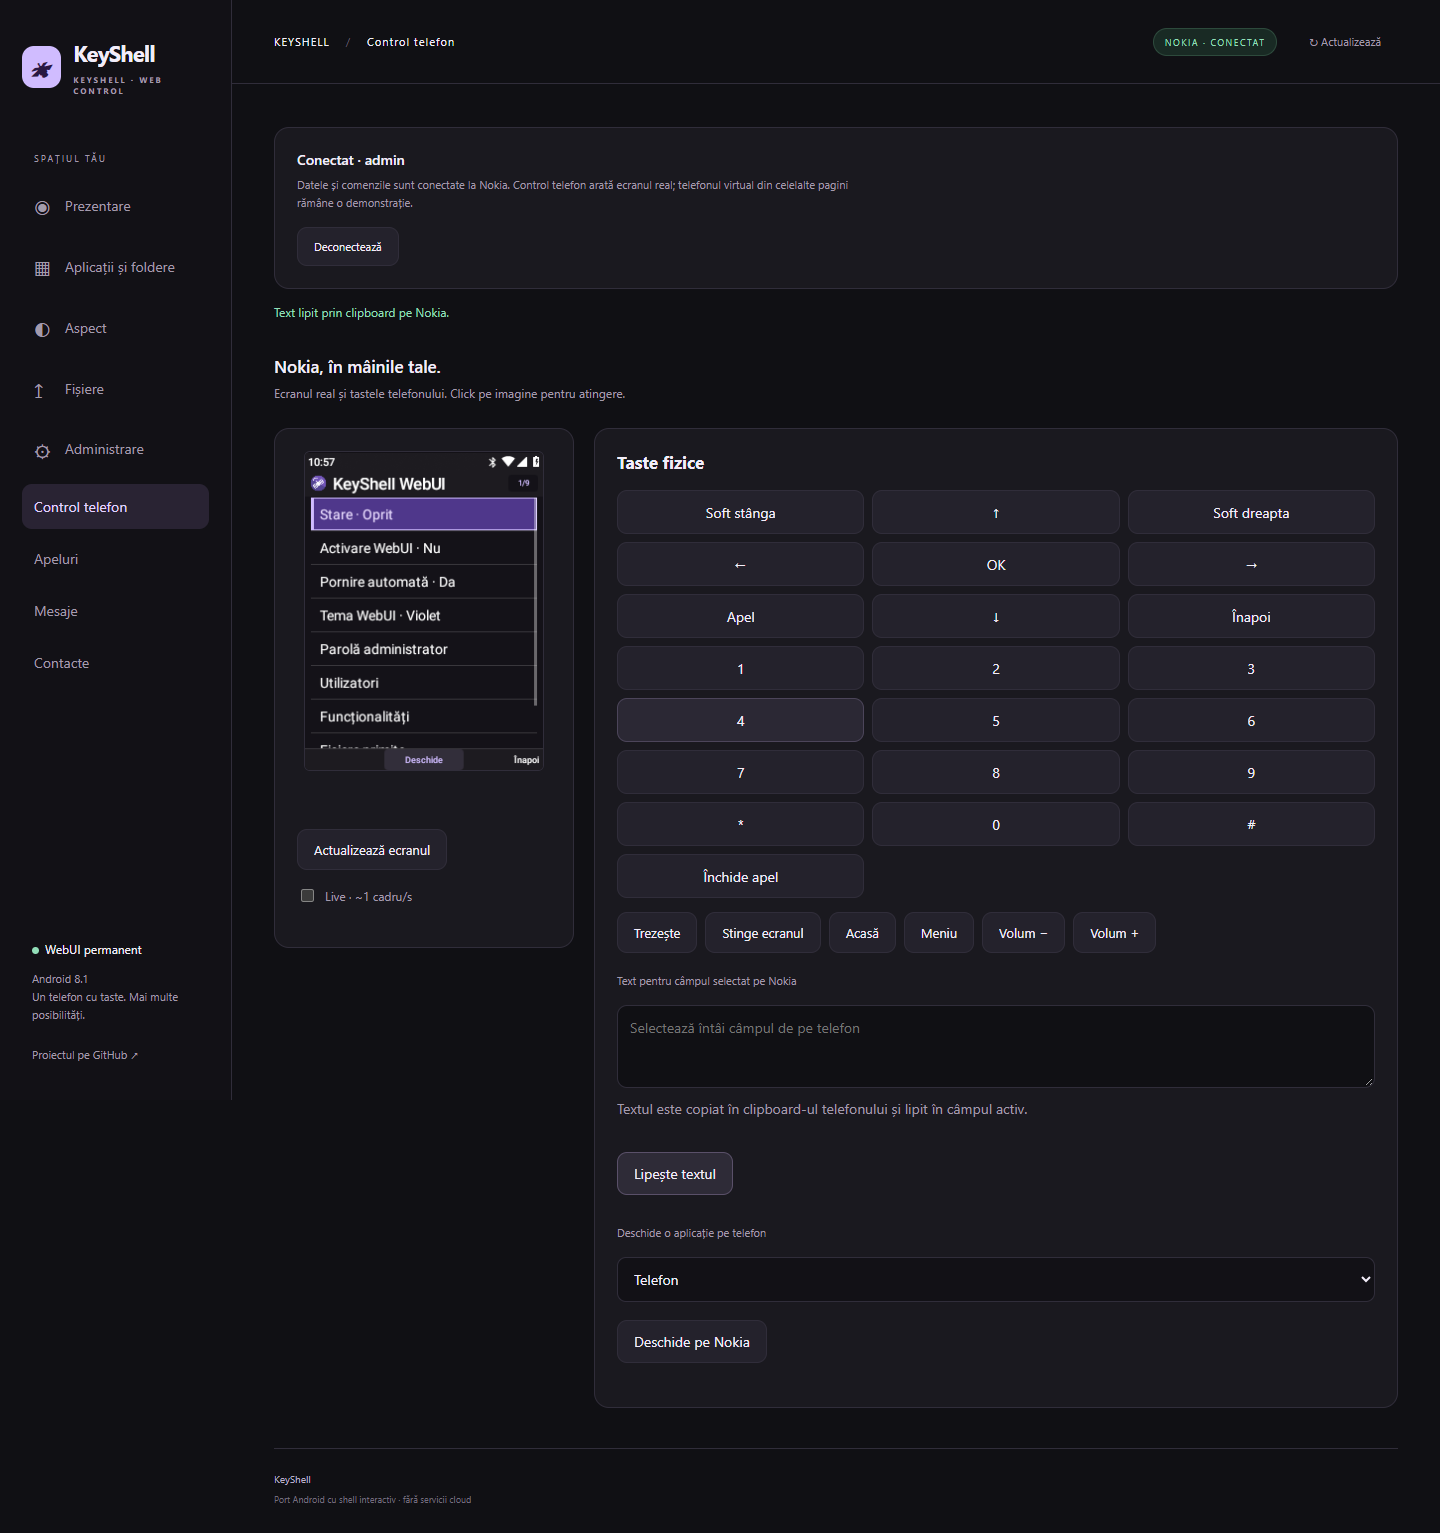 KeyShell
KEYSHELL · WEB
CONTROL
SPAȚIUL TĂU
Prezentare
Aplicații și foldere
Aspect
Fișiere
Administrare
Control telefon
Apeluri
Mesaje
Contacte
WebUI permanent
Android 8.1
Un telefon cu taste. Mai multe
posibilități.
Proiectul pe GitHub ↗
KEYSHELL / Control telefon
NOKIA · CONECTAT
↻ Actualizează
Conectat · admin
Datele și comenzile sunt conectate la Nokia. Control telefon arată ecranul real; telefonul virtual din celelalte pagini
rămâne o demonstrație.
Deconectează
Text lipit prin clipboard pe Nokia.
Nokia, în mâinile tale.
Ecranul real și tastele telefonului. Click pe imagine pentru atingere.
10:57
KeyShell WebUI
1/9
Stare · Oprit
Activare WebUI · Nu
Pornire automată · Da
Tema WebUI · Violet
Parolă administrator
Utilizatori
Funcționalități
Deschide
Înapoi
Actualizează ecranul
Live · ~1 cadru/s
Taste fizice
Soft stânga
↑
Soft dreapta
←
OK
→
Apel
↓
Înapoi
1
2
3
4
5
6
7
8
9
*
0
#
Închide apel
Trezește
Stinge ecranul
Acasă
Meniu
Volum −
Volum +
Text pentru câmpul selectat pe Nokia
Selectează întâi câmpul de pe telefon
Textul este copiat în clipboard-ul telefonului și lipit în câmpul activ.
Lipește textul
Deschide o aplicație pe telefon
Telefon
Deschide pe Nokia
KeyShell
Port Android cu shell interactiv · fără servicii cloud